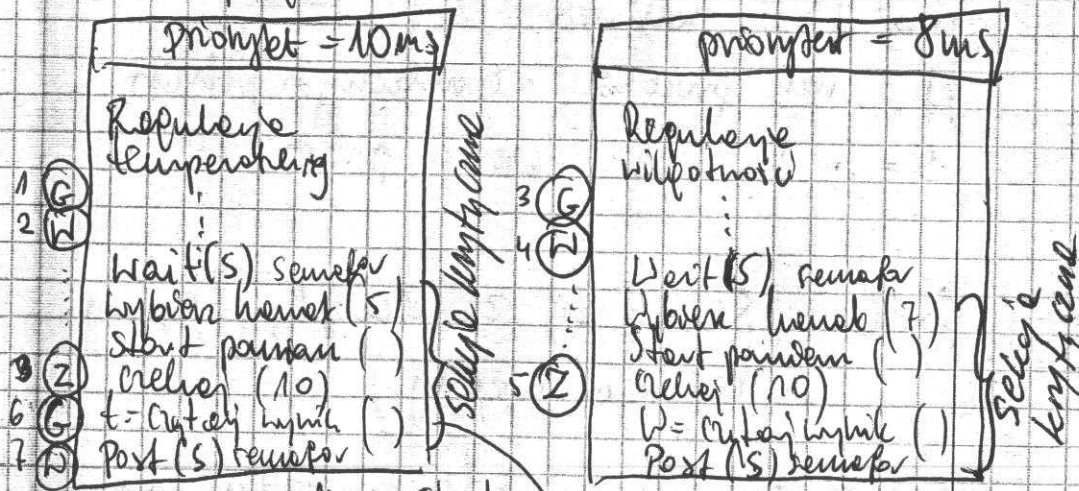 priorytet = 10ms
Regulacja
temperatury
1 G
2 W
Wait(S) semafor
wybierz kanał (5)
Start pomiaru ( )
Z czekaj (10)
6 G t = czytaj wynik ( )
7 W Post (S) semafor
Sekcja krytyczna
priorytet = 8ms
Regulacja
wilgotności
3 G
4 W
Wait(S) semafor
Wybierz kanał (7)
Start pomiaru ( )
5 Z czekaj (10)
W = czytaj wynik ( )
Post (S) semafor
Sekcja
krytyczna